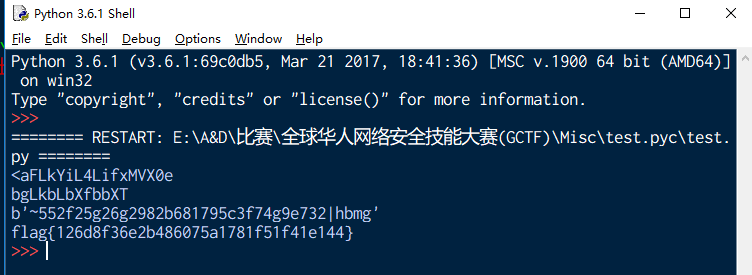 Python 3.6.1 Shell
File Edit Shell Debug Options Window Help
Python 3.6.1 (v3.6.1:69c0db5, Mar 21 2017, 18:41:36) [MSC v.1900 64 bit (AMD64)]
 on win32
Type "copyright", "credits" or "license()" for more information.
>>>
======== RESTART: E:\A&D\比赛\全球华人网络安全技能大赛(GCTF)\Misc\test.pyc\test.
py ========
<aFLkYiL4LifxMVX0e
bgLkbLbXfbbXT
b'~552f25g26g2982b681795c3f74g9e732|hbmg'
flag{126d8f36e2b486075a1781f51f41e144}
>>>